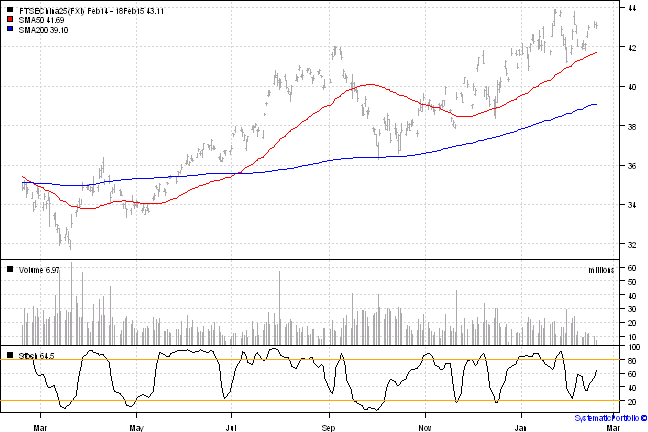 FTSEChina25(FXI) Feb14 - 18Feb15 43.11
SMA50 41.69
SMA200 39.10
44
42
40
38
36
34
32
Volume 6.97
millions
60
50
40
30
20
10
Stoch 64.5
100
80
60
40
20
Mar
May
Jul
Sep
Nov
Jan
Mar
SystematicPortfolio ©